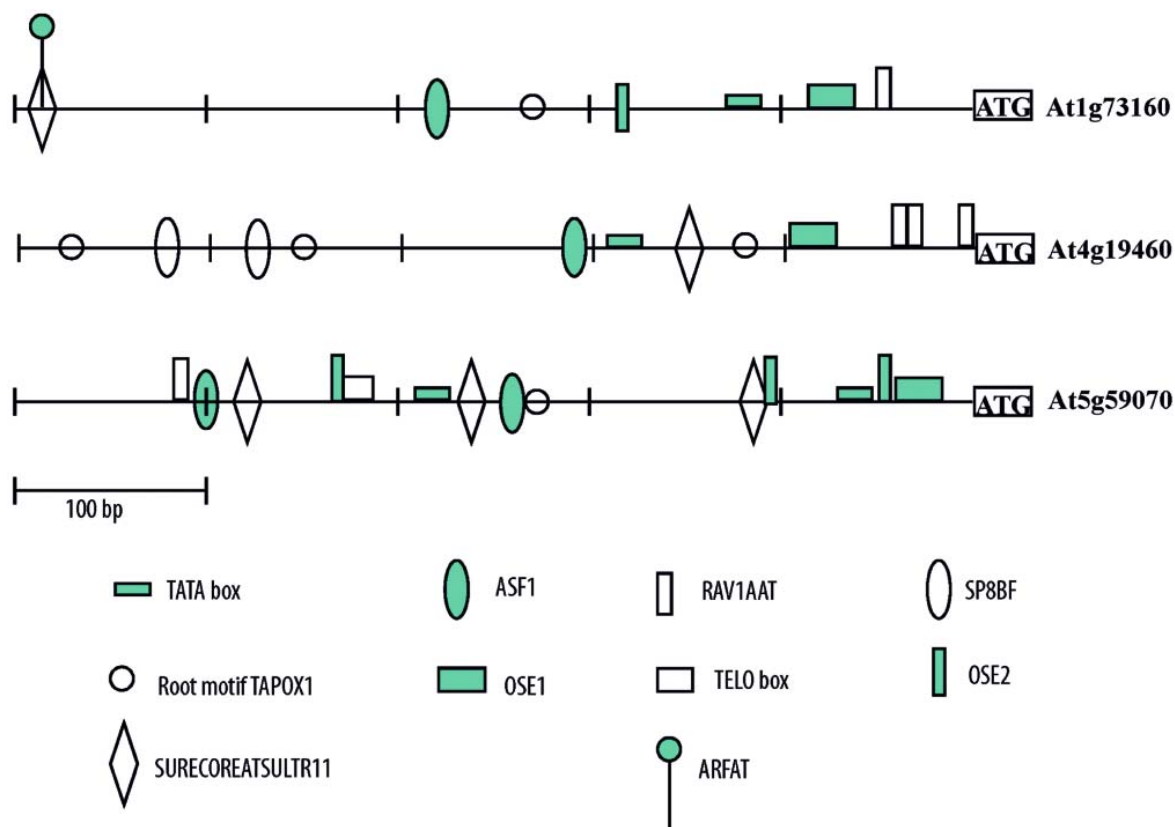 ATG At1g73160
ATG At4g19460
ATG At5g59070
100 bp
TATA box ASF1 RAV1AAT SP8BF
Root motif TAPOX1 OSE1 TELO box OSE2
SURECOREATSULTR11 ARFAT